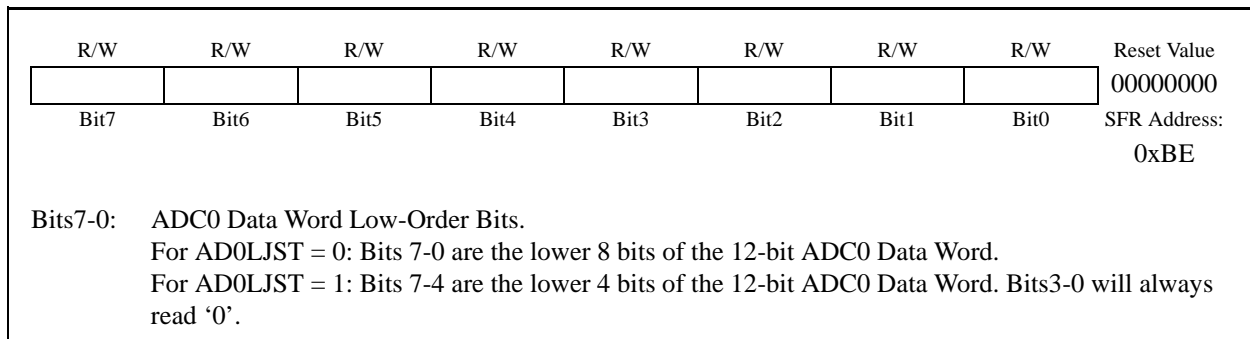 R/W R/W R/W R/W R/W R/W R/W R/W Reset Value
00000000
Bit7 Bit6 Bit5 Bit4 Bit3 Bit2 Bit1 Bit0 SFR Address:
0xBE
Bits7-0: ADC0 Data Word Low-Order Bits.
For AD0LJST = 0: Bits 7-0 are the lower 8 bits of the 12-bit ADC0 Data Word.
For AD0LJST = 1: Bits 7-4 are the lower 4 bits of the 12-bit ADC0 Data Word. Bits3-0 will always
read ‘0’.